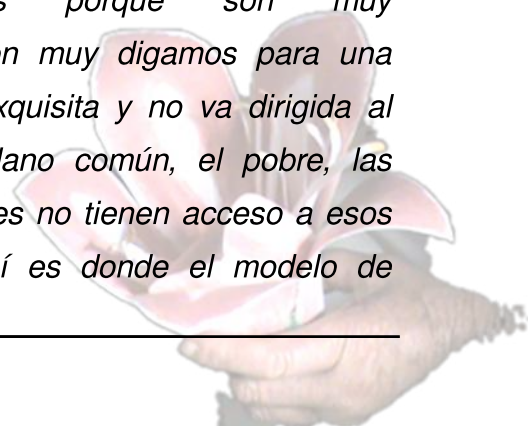 s porque son muy
n muy digamos para una
xquisita y no va dirigida al
lano común, el pobre, las
es no tienen acceso a esos
í es donde el modelo de